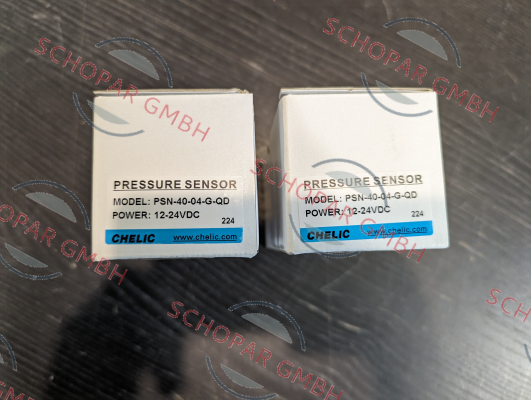 PRESSURE SENSOR
MODEL: PSN-40-04-G-QD
POWER: 12-24VDC
224
CHELIC www.chelic.com
PRESSURE SENSOR
MODEL: PSN-40-04-G-QD
POWER: 12-24VDC
224
CHELIC www.chelic.com
SCHOPAR GMBH
SCHOPAR GMBH
SCHOPAR GMBH
SCHOPAR GMBH
SCHOPAR GMBH